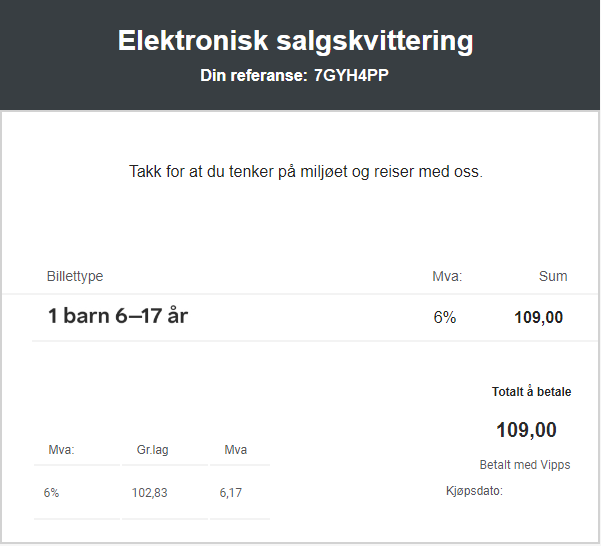 Elektronisk salgskvittering
Din referanse: 7GYH4PP
Takk for at du tenker på miljøet og reiser med oss.
Billettype Mva: Sum
1 barn 6–17 år 6% 109,00
Totalt å betale
109,00
Betalt med Vipps
Kjøpsdato:
Mva: Gr.lag Mva
6% 102,83 6,17